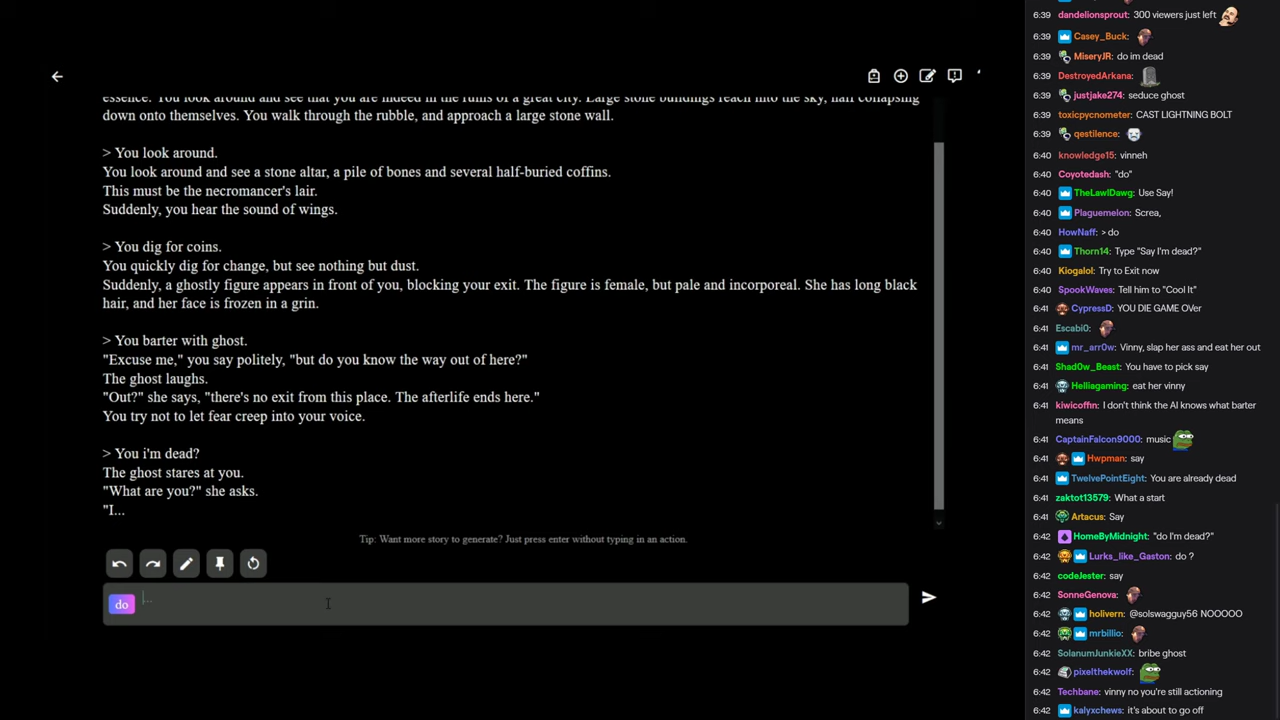 essence. You look around and see that you are indeed in the ruins of a great city. Large stone buildings reach into the sky, half collapsing
down onto themselves. You walk through the rubble, and approach a large stone wall.
> You look around.
You look around and see a stone altar, a pile of bones and several half-buried coffins.
This must be the necromancer's lair.
Suddenly, you hear the sound of wings.
> You dig for coins.
You quickly dig for change, but see nothing but dust.
Suddenly, a ghostly figure appears in front of you, blocking your exit. The figure is female, but pale and incorporeal. She has long black
hair, and her face is frozen in a grin.
> You barter with ghost.
"Excuse me," you say politely, "but do you know the way out of here?"
The ghost laughs.
"Out?" she says, "there's no exit from this place. The afterlife ends here."
You try not to let fear creep into your voice.
> You i'm dead?
The ghost stares at you.
"What are you?" she asks.
"I...
Tip: Want more story to generate? Just press enter without typing in an action.
do ...
6:39 dandelionsprout: 300 viewers just left
6:39 Casey_Buck:
6:39 MiseryJR: do im dead
6:39 DestroyedArkana:
6:39 justjake274: seduce ghost
6:39 toxicpycnometer: CAST LIGHTNING BOLT
6:39 qestilence:
6:40 knowledge15: vinneh
6:40 Coyotedash: "do"
6:40 TheLawlDawg: Use Say!
6:40 Plaguemelon: Screa,
6:40 HowNaff: > do
6:40 Thorn14: Type "Say I'm dead?"
6:40 Kiogalol: Try to Exit now
6:40 SpookWaves: Tell him to "Cool It"
6:41 CypressD: YOU DIE GAME OVer
6:41 Escabi0:
6:41 mr_arr0w: Vinny, slap her ass and eat her out
6:41 Shad0w_Beast: You have to pick say
6:41 Helliagaming: eat her vinny
6:41 kiwicoffin: I don't think the AI knows what barter
means
6:41 CaptainFalcon9000: music
6:41 Hwpman: say
6:41 TwelvePointEight: You are already dead
6:41 zaktot13579: What a start
6:41 Artacus: Say
6:42 HomeByMidnight: "do I'm dead?"
6:42 Lurks_like_Gaston: do ?
6:42 codeJester: say
6:42 SonneGenova:
6:42 holivern: @solswagguy56 NOOOOO
6:42 mrbillio:
6:42 SolanumJunkieXX: bribe ghost
6:42 pixelthekwolf:
6:42 Techbane: vinny no you're still actioning
6:42 kalyxchews: it's about to go off